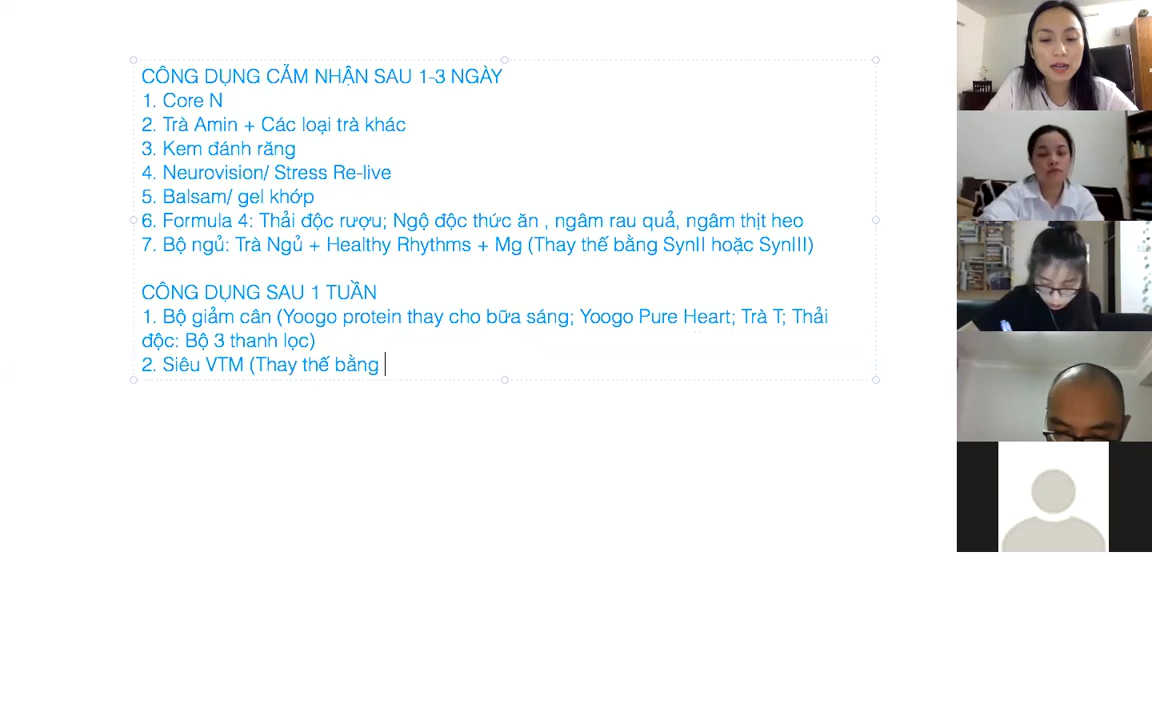 CÔNG DỤNG CẢM NHẬN SAU 1-3 NGÀY
1. Core N
2. Trà Amin + Các loại trà khác
3. Kem đánh răng
4. Neurovision/ Stress Re-live
5. Balsam/ gel khớp
6. Formula 4: Thải độc rượu; Ngộ độc thức ăn , ngâm rau quả, ngâm thịt heo
7. Bộ ngủ: Trà Ngủ + Healthy Rhythms + Mg (Thay thế bằng SynII hoặc SynIII)
CÔNG DỤNG SAU 1 TUẦN
1. Bộ giảm cân (Yoogo protein thay cho bữa sáng; Yoogo Pure Heart; Trà T; Thải
độc: Bộ 3 thanh lọc)
2. Siêu VTM (Thay thế bằng